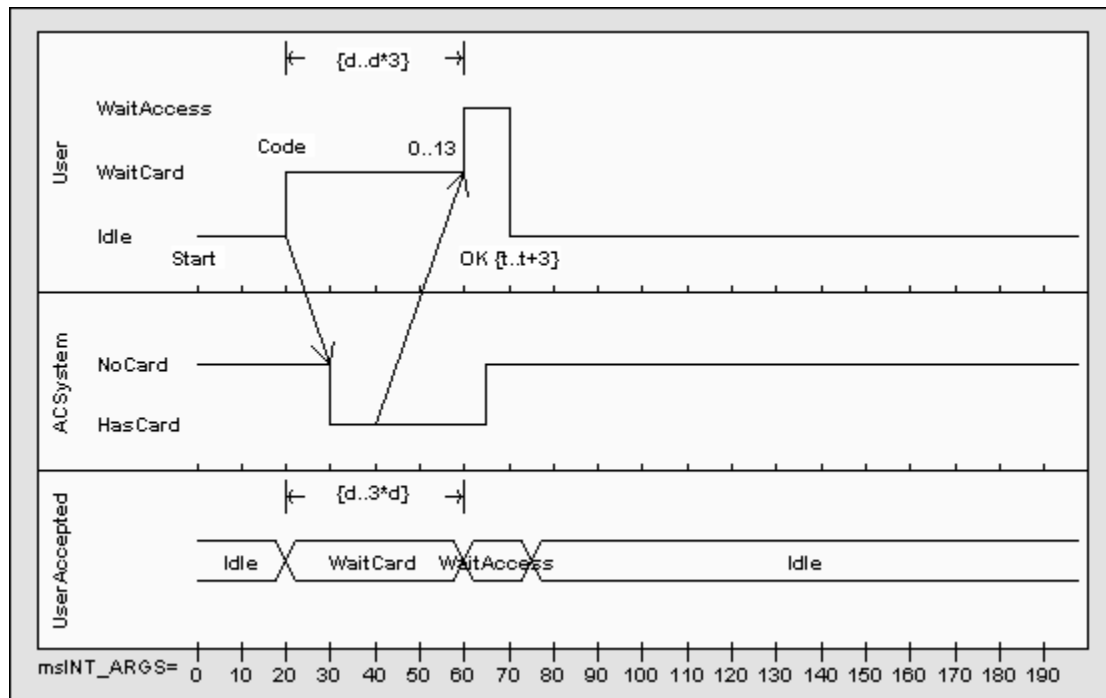 {d..d*3}
WaitAccess
Code 0..13
WaitCard
User
Idle
Start OK {t..t+3}
NoCard
ACSystem
HasCard
{d..3*d}
UserAccepted
Idle WaitCard WaitAccess Idle
msINT_ARGS= 0 10 20 30 40 50 60 70 80 90 100 110 120 130 140 150 160 170 180 190